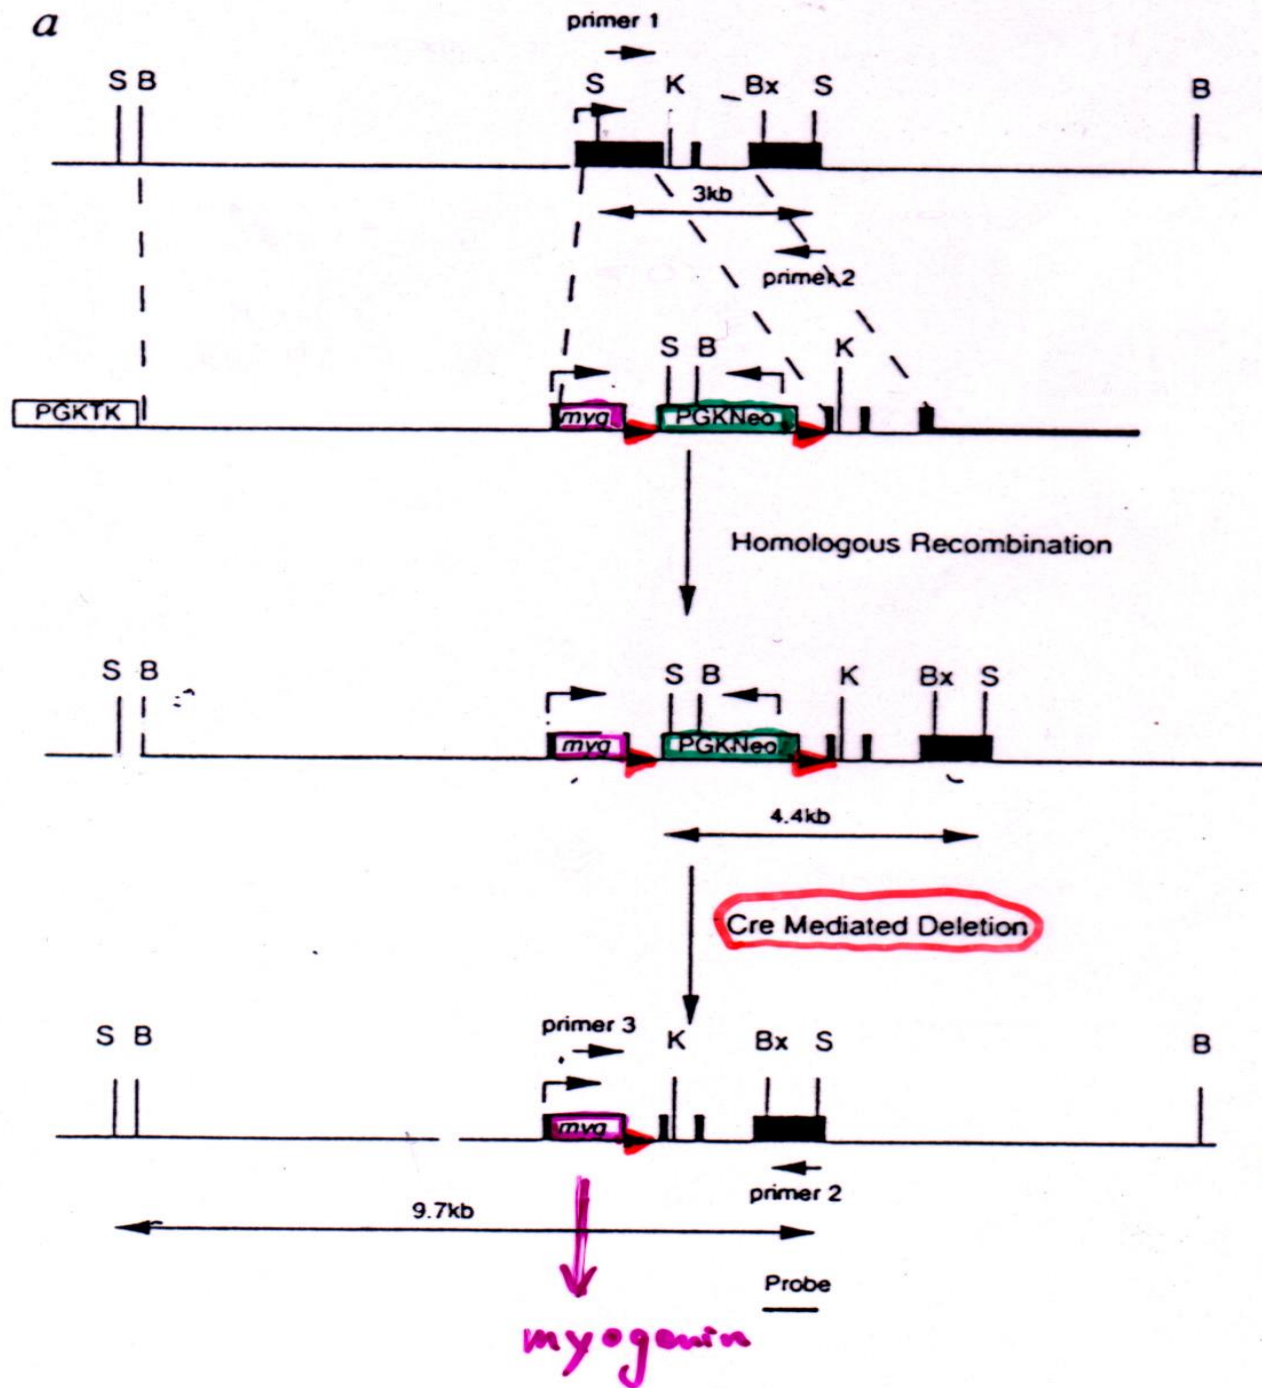 a
primer 1
S B S K Bx S B
3kb
primer 2
S B K
PGKTK myg PGKNeo
Homologous Recombination
S B S B K Bx S
myg PGKNeo
4.4kb
Cre Mediated Deletion
primer 3
S B K Bx S B
myg
primer 2
9.7kb
Probe
myogenin